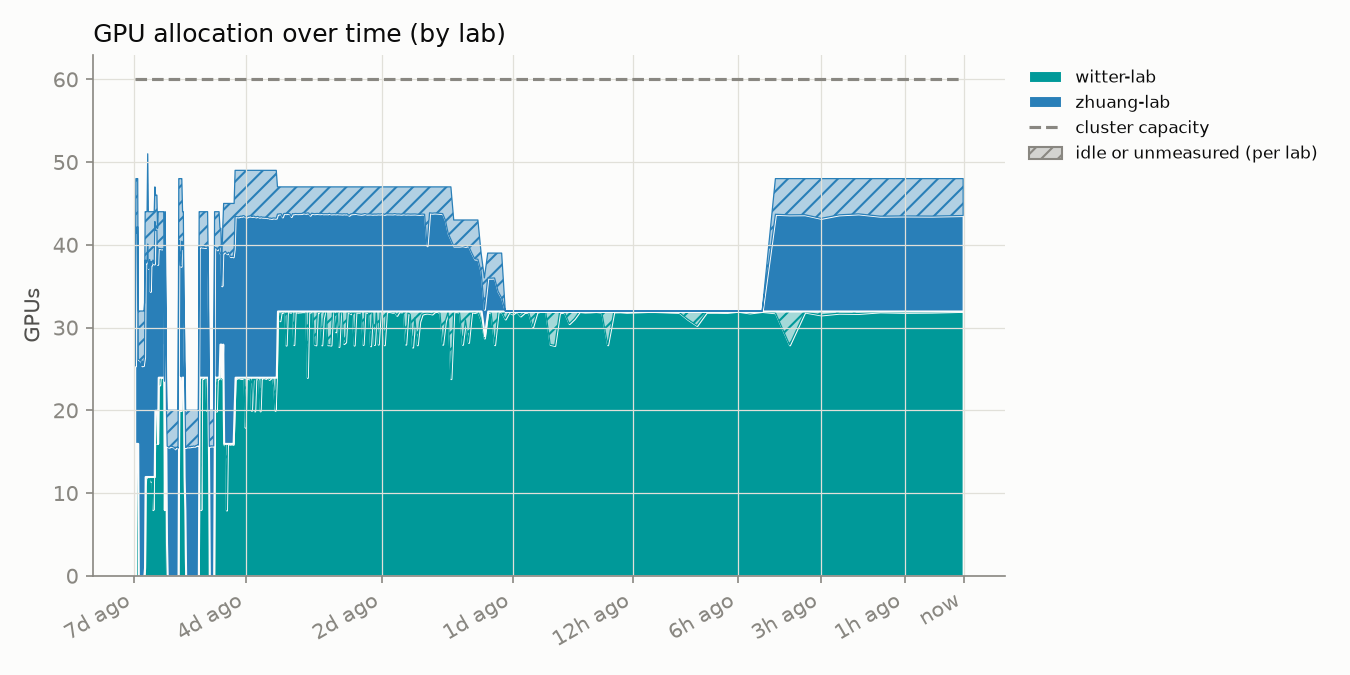 GPU allocation over time (by lab)
GPUs
60
50
40
30
20
10
0
7d ago
4d ago
2d ago
1d ago
12h ago
6h ago
3h ago
1h ago
now
witter-lab
zhuang-lab
cluster capacity
idle or unmeasured (per lab)